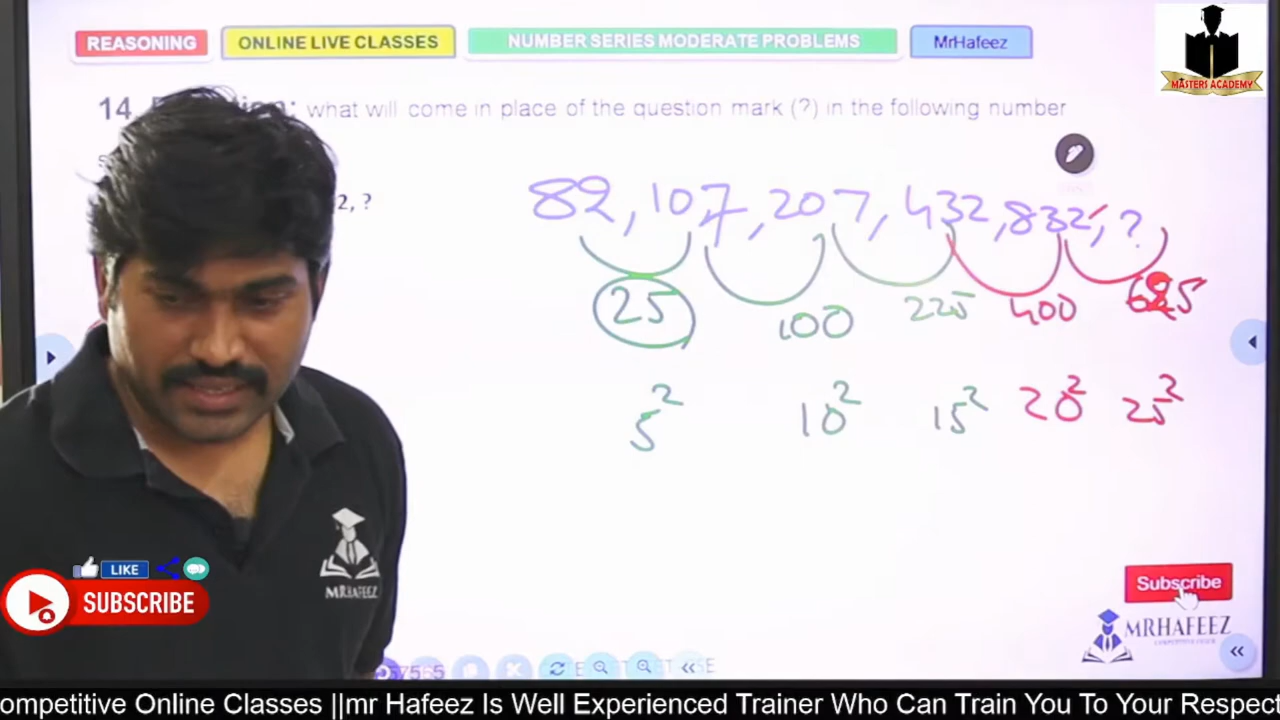 REASONING ONLINE LIVE CLASSES NUMBER SERIES MODERATE PROBLEMS MrHafeez
MASTERS ACADEMY
14. what will come in place of the question mark (?) in the following number
2, ?
82, 107, 207, 432, 832, ?
25 100 225 400 625
5² 10² 15² 20² 25²
MRHAFEEZ
LIKE
SUBSCRIBE
Subscribe
MRHAFEEZ
ompetitive Online Classes ||mr Hafeez Is Well Experienced Trainer Who Can Train You To Your Respect